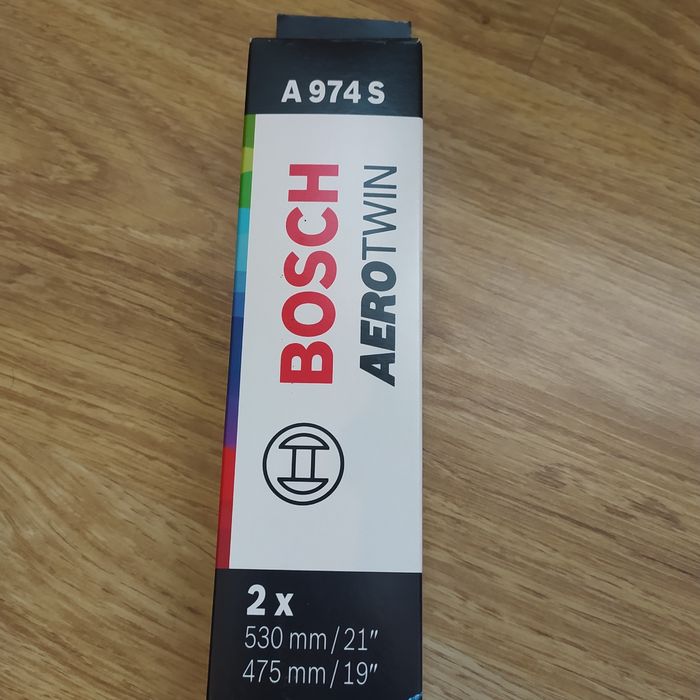 A 974 S
BOSCH
AEROTWIN
2 x
530 mm / 21″
475 mm / 19″